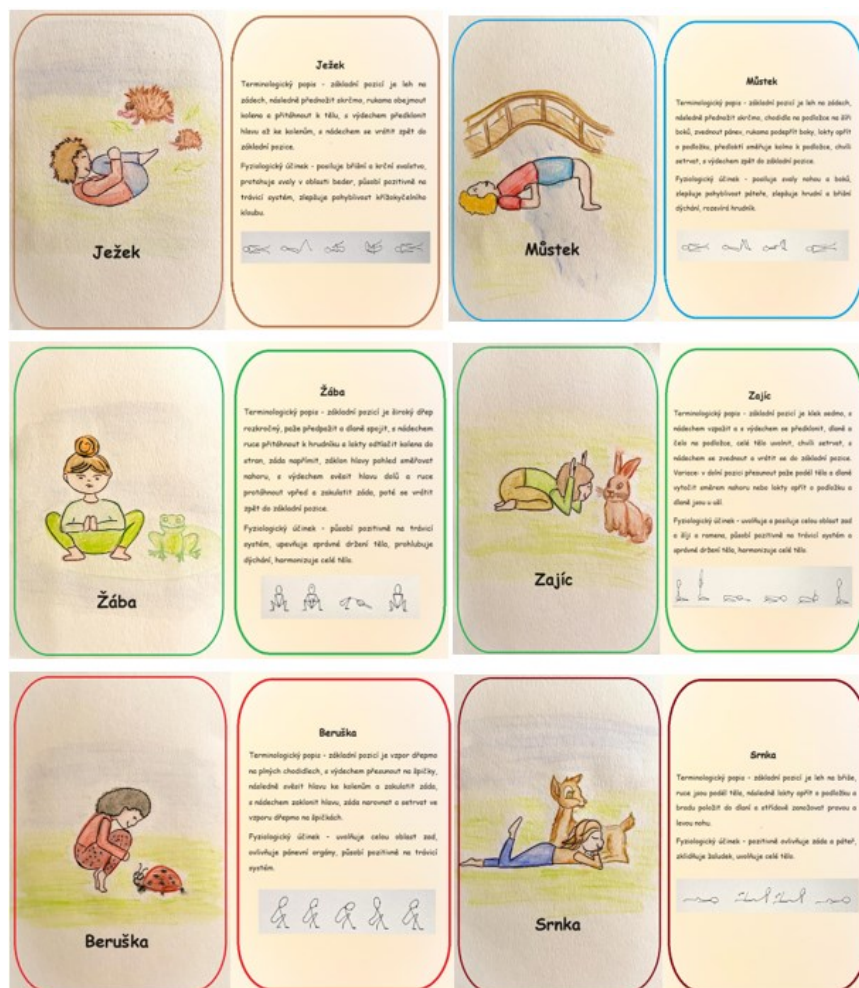 Ježek
Ježek
Terminologický popis - základní pozicí je leh na
zádech, následně přednožit skrčmo, rukama obejmout
kolena a přitáhnout k tělu, s výdechem předklonit
hlavu až ke kolenům, s nádechem se vrátit zpět do
základní pozice.
Fyziologický účinek - posiluje břišní a krční svalstvo,
protahuje svaly v oblasti beder, působí pozitivně na
trávicí systém, zlepšuje pohyblivost křížokyčelního
kloubu.
Můstek
Můstek
Terminologický popis - základní pozicí je leh na zádech,
následně přednožit skrčmo, chodidla na podložce na šíři
boků, zvednout pánev, rukama podepřít boky, lokty opřít
o podložku, předloktí směřuje kolmo k podložce, chvíli
setrvat, s výdechem zpět do základní pozice.
Fyziologický účinek - posiluje svaly nohou a boků,
zlepšuje pohyblivost páteře, zlepšuje hrudní a břišní
dýchání, rozevírá hrudník.
Žába
Žába
Terminologický popis - základní pozicí je široký dřep
rozkročný, paže předpažit a dlaně spojit, s nádechem
ruce přitáhnout k hrudníku a lokty odtlačit kolena do
stran, záda napřímit, záklon hlavy pohled směřovat
nahoru, s výdechem svěsit hlavu dolů a ruce
protáhnout vpřed a zakulatit záda, poté se vrátit
zpět do základní pozice.
Fyziologický účinek - působí pozitivně na trávicí
systém, upevňuje správné držení těla, prohlubuje
dýchání, harmonizuje celé tělo.
Zajíc
Zajíc
Terminologický popis - základní pozicí je klek sedmo, s
nádechem vzpažit a s výdechem se předklonit, dlaně a
čelo na podložce, celé tělo uvolnit, chvíli setrvat, s
nádechem se zvednout a vrátit se do základní pozice.
Variace: v dolní pozici přesunout paže podél těla a dlaně
vytočit směrem nahoru nebo lokty opřít o podložku a
dlaně jsou u uší.
Fyziologický účinek - uvolňuje a posiluje celou oblast zad
a šíji a ramena, působí pozitivně na trávicí systém a
správné držení těla, harmonizuje celé tělo.
Beruška
Beruška
Terminologický popis - základní pozicí je vzpor dřepmo
na plných chodidlech, s výdechem přesunout na špičky,
následně svěsit hlavu ke kolenům a zakulatit záda,
s nádechem zaklonit hlavu, záda narovnat a setrvat ve
vzporu dřepmo na špičkách.
Fyziologický účinek - uvolňuje celou oblast zad,
ovlivňuje pánevní orgány, působí pozitivně na trávicí
systém.
Srnka
Srnka
Terminologický popis - základní pozicí je leh na břiše,
ruce jsou podél těla, následně lokty opřít o podložku a
bradu položit do dlaní a střídavě zanožovat pravou a
levou nohu.
Fyziologický účinek - pozitivně ovlivňuje záda a páteř,
zklidňuje žaludek, uvolňuje celé tělo.